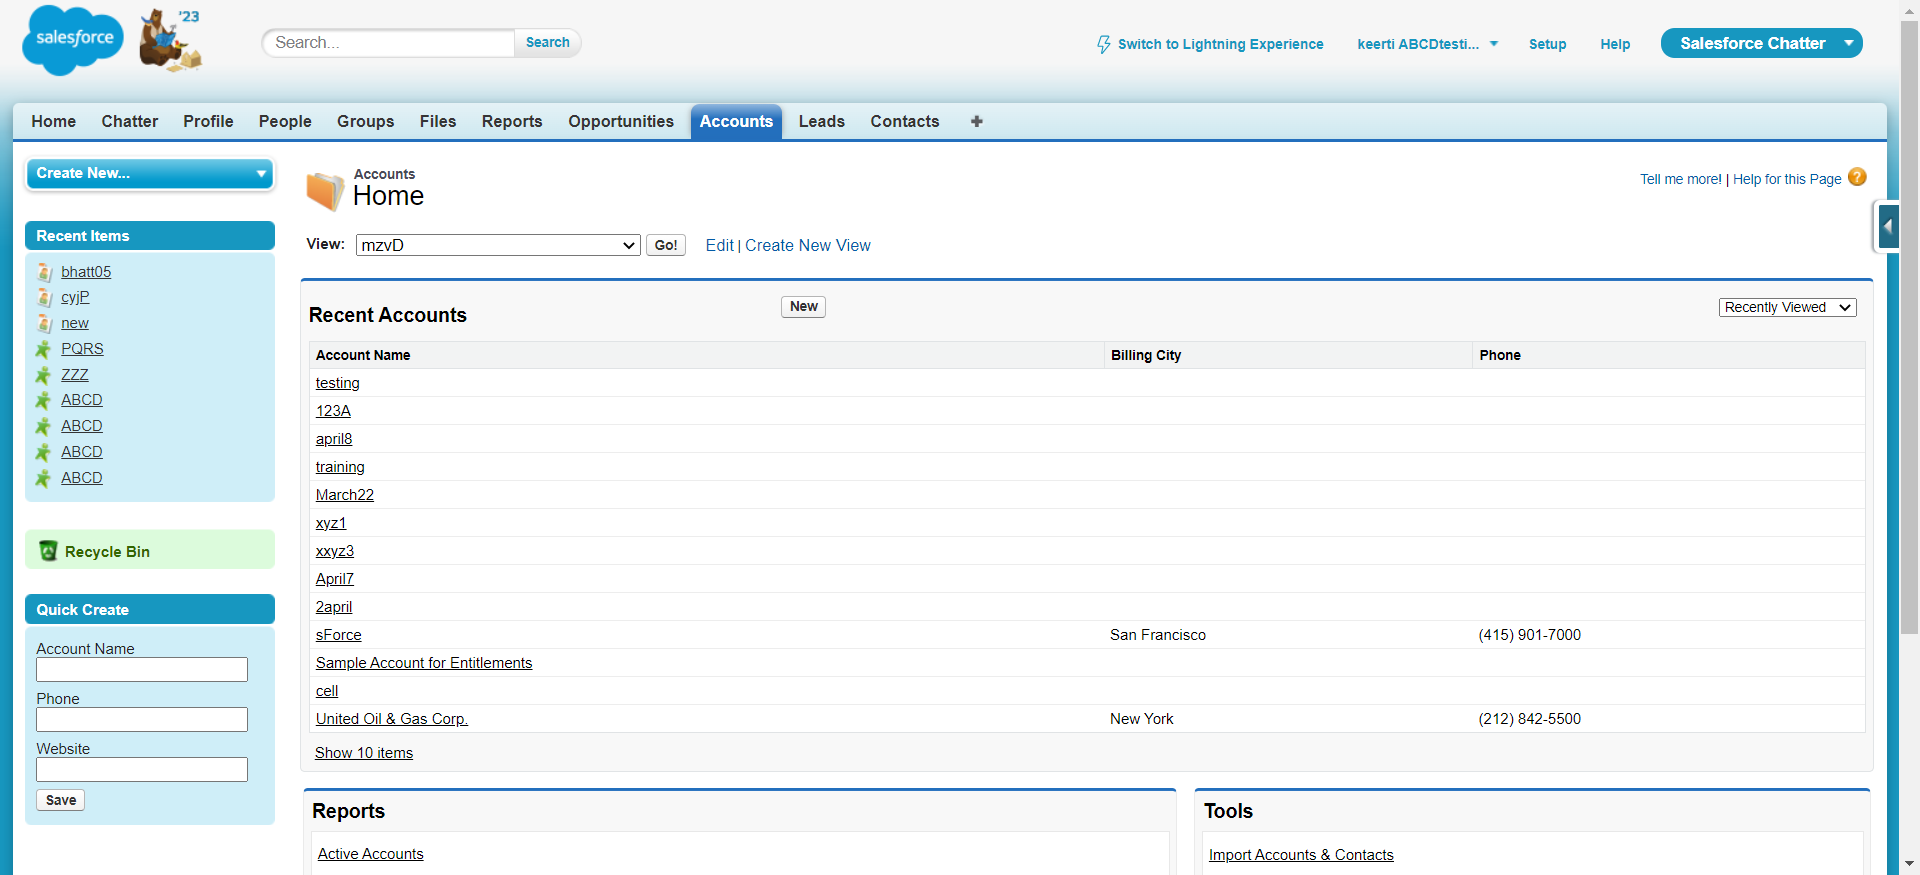 salesforce
'23
Search...
Search
Switch to Lightning Experience
keerti ABCDtesti...
Setup
Help
Salesforce Chatter
Home
Chatter
Profile
People
Groups
Files
Reports
Opportunities
Accounts
Leads
Contacts
Create New...
Recent Items
bhatt05
cyjP
new
PQRS
ZZZ
ABCD
ABCD
ABCD
ABCD
Recycle Bin
Quick Create
Account Name
Phone
Website
Save
Accounts
Home
Tell me more! | Help for this Page ?
View: mzvD Go! Edit | Create New View
Recent Accounts New Recently Viewed
Account Name Billing City Phone
testing
123A
april8
training
March22
xyz1
xxyz3
April7
2april
sForce San Francisco (415) 901-7000
Sample Account for Entitlements
cell
United Oil & Gas Corp. New York (212) 842-5500
Show 10 items
Reports
Active Accounts
Tools
Import Accounts & Contacts